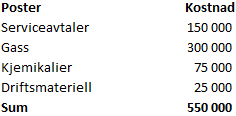 Poster Kostnad
Serviceavtaler 150 000
Gass 300 000
Kjemikalier 75 000
Driftsmateriell 25 000
Sum 550 000